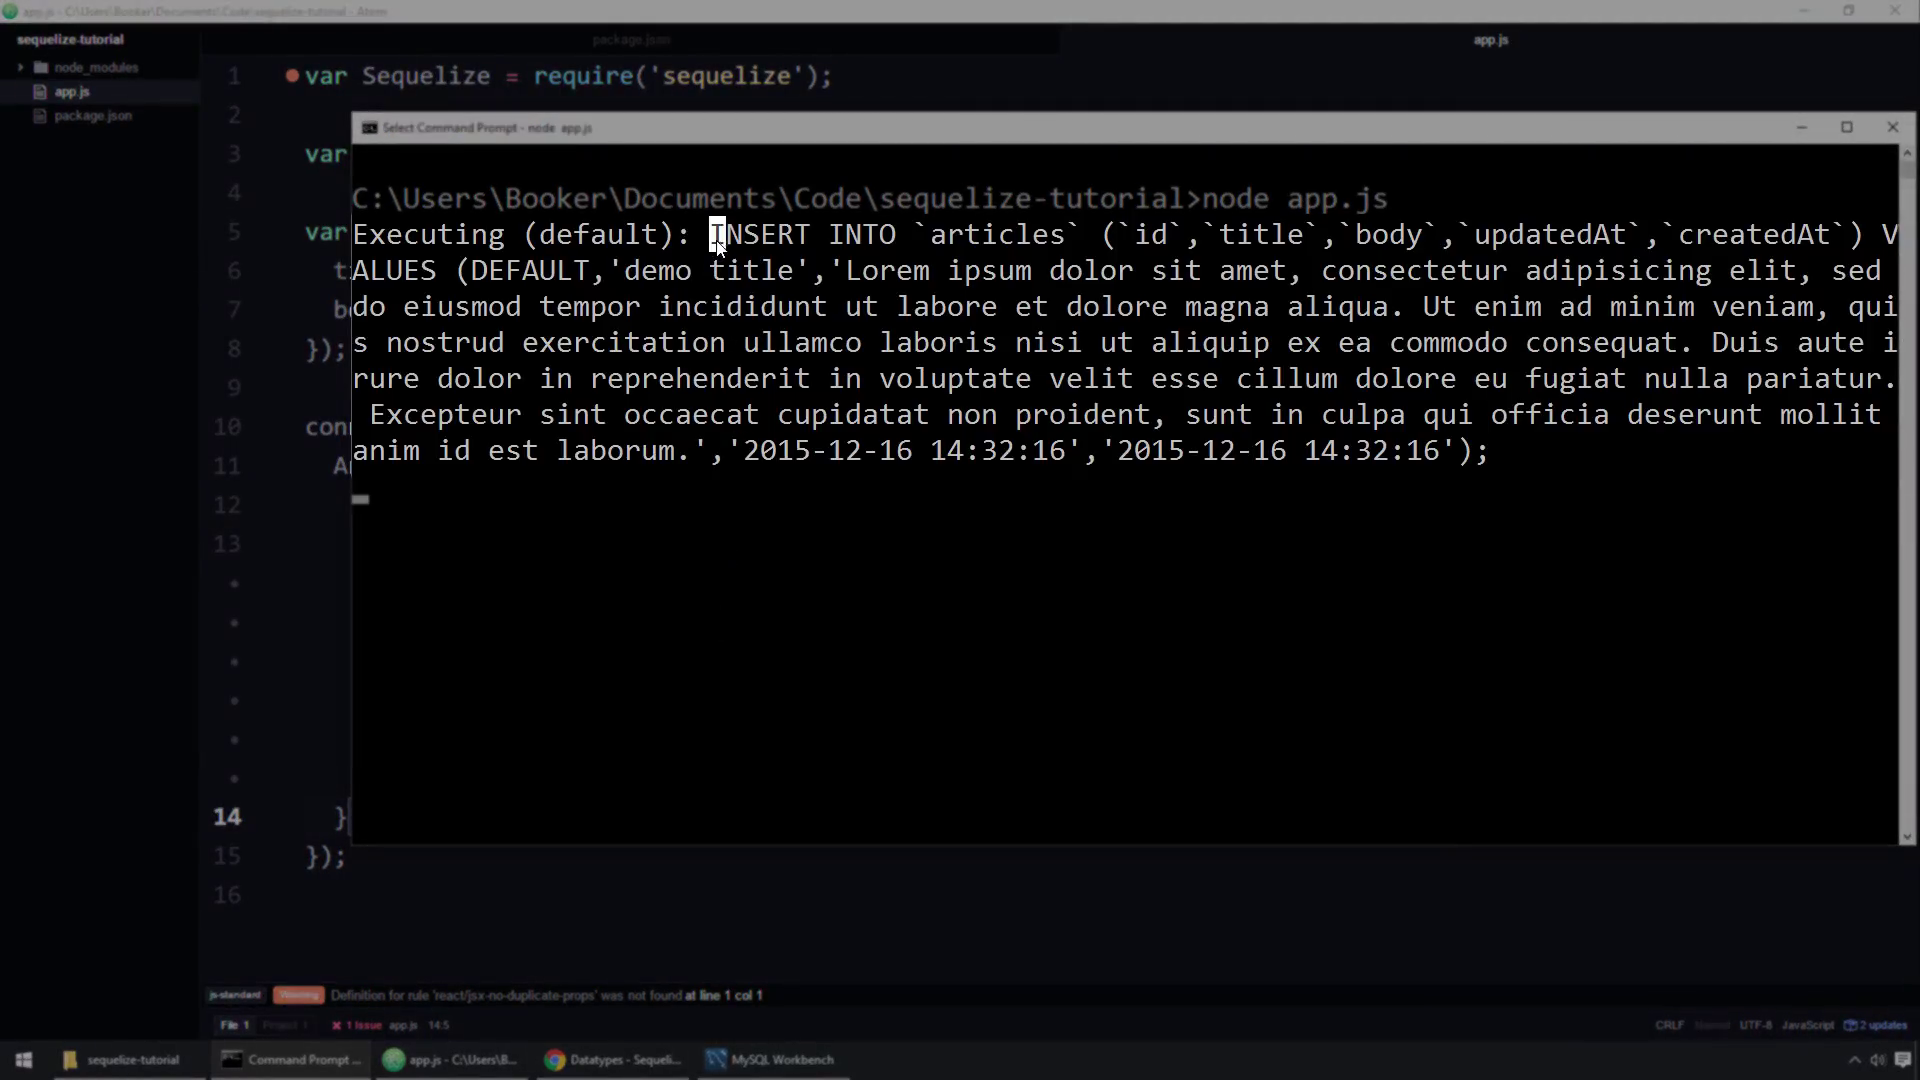 app.js - C:\Users\Booker\Documents\Code\sequelize-tutorial - Atom
sequelize-tutorial
package.json
app.js
node_modules
app.js
package.json
1 var Sequelize = require('sequelize');
2
Select Command Prompt - node app.js
3 var
4
C:\Users\Booker\Documents\Code\sequelize-tutorial>node app.js
5 var
Executing (default): INSERT INTO `articles` (`id`,`title`,`body`,`updatedAt`,`createdAt`) V
ALUES (DEFAULT,'demo title','Lorem ipsum dolor sit amet, consectetur adipisicing elit, sed
do eiusmod tempor incididunt ut labore et dolore magna aliqua. Ut enim ad minim veniam, qui
s nostrud exercitation ullamco laboris nisi ut aliquip ex ea commodo consequat. Duis aute i
rure dolor in reprehenderit in voluptate velit esse cillum dolore eu fugiat nulla pariatur.
Excepteur sint occaecat cupidatat non proident, sunt in culpa qui officia deserunt mollit
anim id est laborum.','2015-12-16 14:32:16','2015-12-16 14:32:16');
6 t
7 b
8 });
9
10 con
11 A
12
13
14 }
15 });
16
js-standard Warning Definition for rule 'react/jsx-no-duplicate-props' was not found at line 1 col 1
File 1 Project 1 1 Issue app.js 14:5
CRLF UTF-8 JavaScript 2 updates
sequelize-tutorial
Command Prompt ...
app.js - C:\Users\B...
Datatypes - Sequeli...
MySQL Workbench